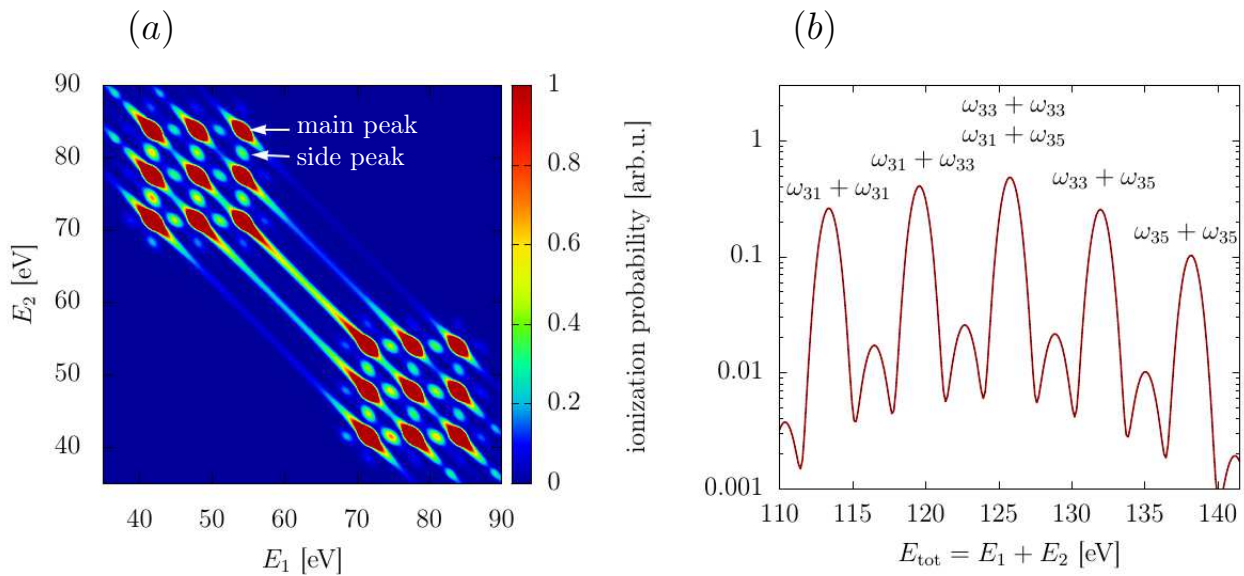 (a)
90
80
70
60
50
40
E₂ [eV]
40 50 60 70 80 90
E₁ [eV]
main peak
side peak
1
0.8
0.6
0.4
0.2
0
(b)
ionization probability [arb.u.]
1
0.1
0.01
0.001
ω₃₃ + ω₃₃
ω₃₁ + ω₃₅
ω₃₁ + ω₃₃
ω₃₃ + ω₃₅
ω₃₁ + ω₃₁
ω₃₅ + ω₃₅
110 115 120 125 130 135 140
E_tot = E₁ + E₂ [eV]